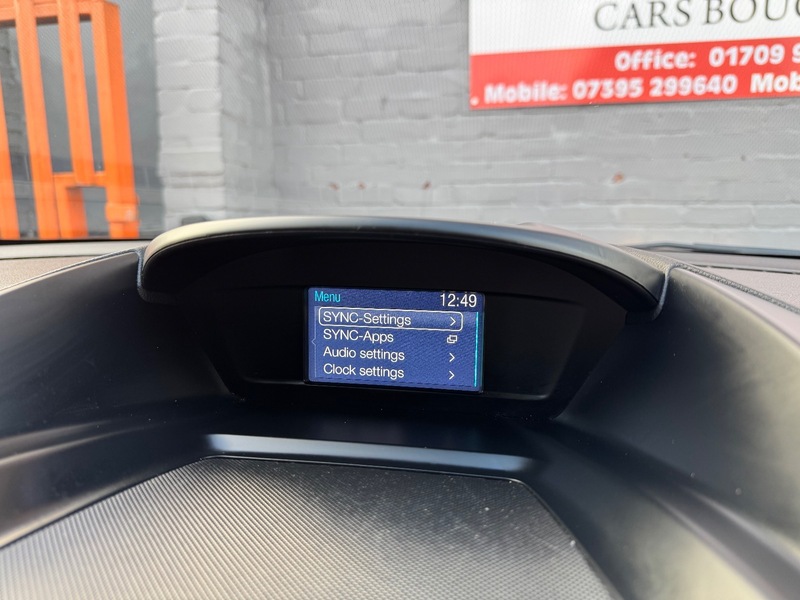 CARS BOUG
Office: 01709 9
Mobile: 07395 299640 Mob
Menu 12:49
SYNC-Settings
SYNC-Apps
Audio settings
Clock settings